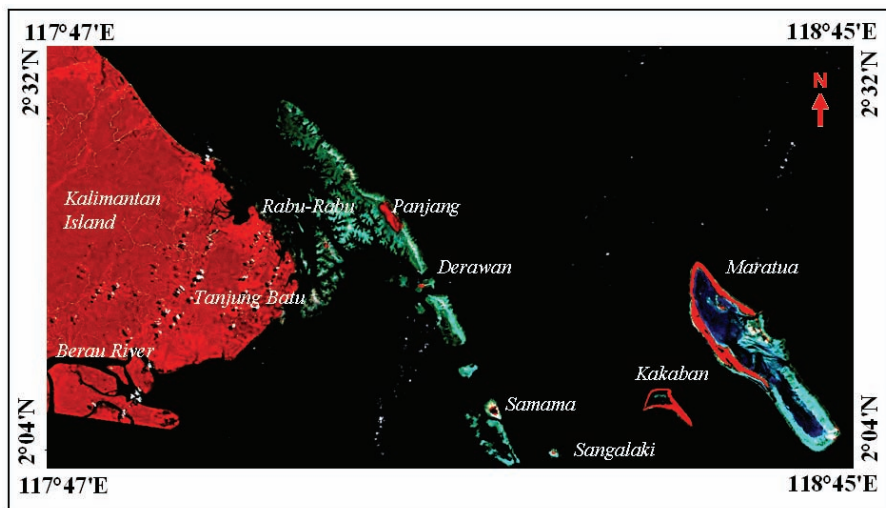 117°47'E
118°45'E
2°32'N
2°32'N
N
Kalimantan
Island
Rabu-Rabu
Panjang
Derawan
Maratua
Tanjung Batu
Berau River
Kakaban
Samama
Sangalaki
2°04'N
2°04'N
117°47'E
118°45'E